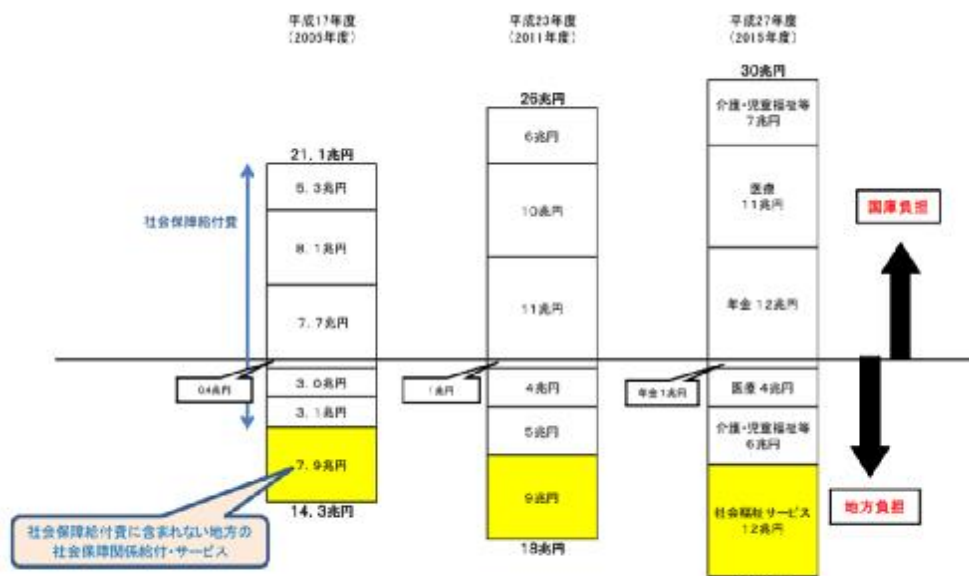 平成17年度
(2005年度)
平成23年度
(2011年度)
平成27年度
(2015年度)
30兆円
26兆円
21.1兆円
介護・児童福祉等
7兆円
6兆円
5.3兆円
社会保障給付費
医療
11兆円
国庫負担
10兆円
8.1兆円
年金 12兆円
11兆円
7.7兆円
0.4兆円
3.0兆円
1兆円
4兆円
年金1兆円
医療 4兆円
3.1兆円
5兆円
介護・児童福祉等
6兆円
7.9兆円
9兆円
社会福祉サービス
12兆円
地方負担
14.3兆円
18兆円
社会保障給付費に含まれない地方の
社会保障関係給付・サービス